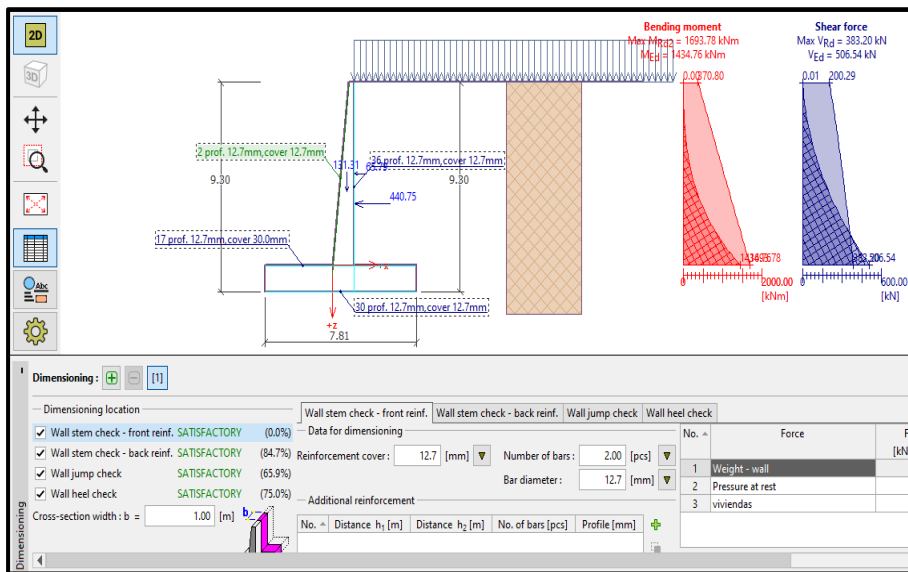 2D
3D
Abc
Bending moment
Max MRd2 = 1693.78 kNm
MEd = 1434.76 kNm
0.00
370.80
2000.00
[kNm]
Shear force
Max VRd = 383.20 kN
VEd = 506.54 kN
0.01
200.29
506.54
600.00
[kN]
2 prof. 12.7mm,cover 12.7mm
131.31
36 prof. 12.7mm,cover 12.7mm
9.30
9.30
440.75
17 prof. 12.7mm,cover 30.0mm
+x
30 prof. 12.7mm,cover 12.7mm
+z
7.81
Dimensioning
Dimensioning :
[1]
Dimensioning location
Wall stem check - front reinf. SATISFACTORY (0.0%)
Wall stem check - back reinf. SATISFACTORY (84.7%)
Wall jump check SATISFACTORY (65.9%)
Wall heel check SATISFACTORY (75.0%)
Cross-section width : b = 1.00 [m]
b
Wall stem check - front reinf. Wall stem check - back reinf. Wall jump check Wall heel check
Data for dimensioning
Reinforcement cover : 12.7 [mm] Number of bars : 2.00 [pcs]
Bar diameter : 12.7 [mm]
Additional reinforcement
No. Distance h1 [m] Distance h2 [m] No. of bars [pcs] Profile [mm]
No. Force F
[kN
1 Weight - wall
2 Pressure at rest
3 viviendas